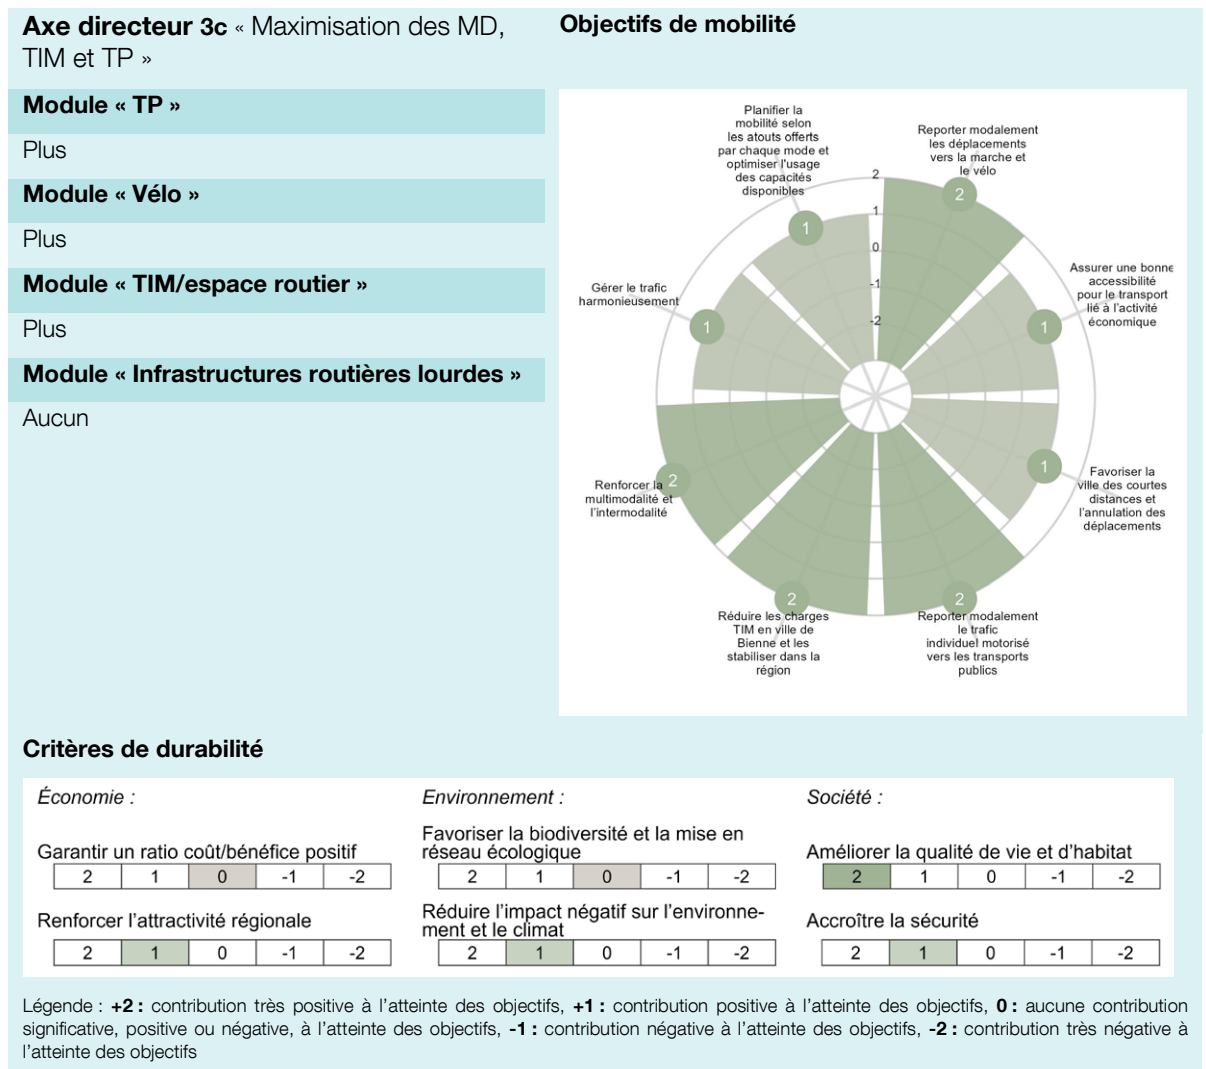 Axe directeur 3c « Maximisation des MD,
TIM et TP »
Module « TP »
Plus
Module « Vélo »
Plus
Module « TIM/espace routier »
Plus
Module « Infrastructures routières lourdes »
Aucun
Objectifs de mobilité
Planifier la
mobilité selon
les atouts offerts
par chaque mode et
optimiser l'usage
des capacités
disponibles
1
Reporter modalement
les déplacements
vers la marche et
le vélo
2
Assurer une bonne
accessibilité
pour le transport
lié à l'activité
économique
1
Favoriser la
ville des courtes
distances et
l'annulation des
déplacements
1
Reporter modalement
le trafic
individuel motorisé
vers les transports
publics
2
Réduire les charges
TIM en ville de
Bienne et les
stabiliser dans la
région
2
Renforcer la
multimodalité et
l'intermodalité
2
Gérer le trafic
harmonieusement
1
2
1
0
-1
-2
Critères de durabilité
Économie :
Garantir un ratio coût/bénéfice positif
2 1 0 -1 -2
Renforcer l'attractivité régionale
2 1 0 -1 -2
Environnement :
Favoriser la biodiversité et la mise en
réseau écologique
2 1 0 -1 -2
Réduire l'impact négatif sur l'environne-
ment et le climat
2 1 0 -1 -2
Société :
Améliorer la qualité de vie et d'habitat
2 1 0 -1 -2
Accroître la sécurité
2 1 0 -1 -2
Légende : +2 : contribution très positive à l'atteinte des objectifs, +1 : contribution positive à l'atteinte des objectifs, 0 : aucune contribution
significative, positive ou négative, à l'atteinte des objectifs, -1 : contribution négative à l'atteinte des objectifs, -2 : contribution très négative à
l'atteinte des objectifs